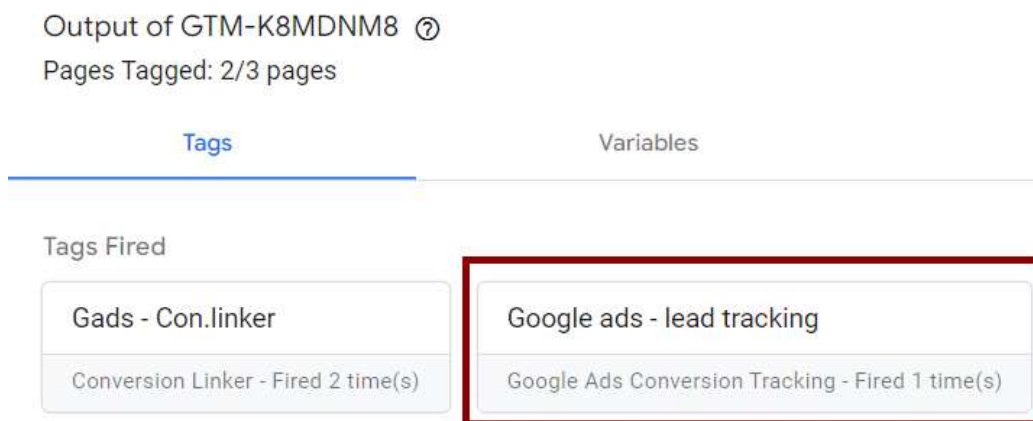 Output of GTM-K8MDNM8 ?
Pages Tagged: 2/3 pages
Tags Variables
Tags Fired
Gads - Con.linker
Conversion Linker - Fired 2 time(s)
Google ads - lead tracking
Google Ads Conversion Tracking - Fired 1 time(s)